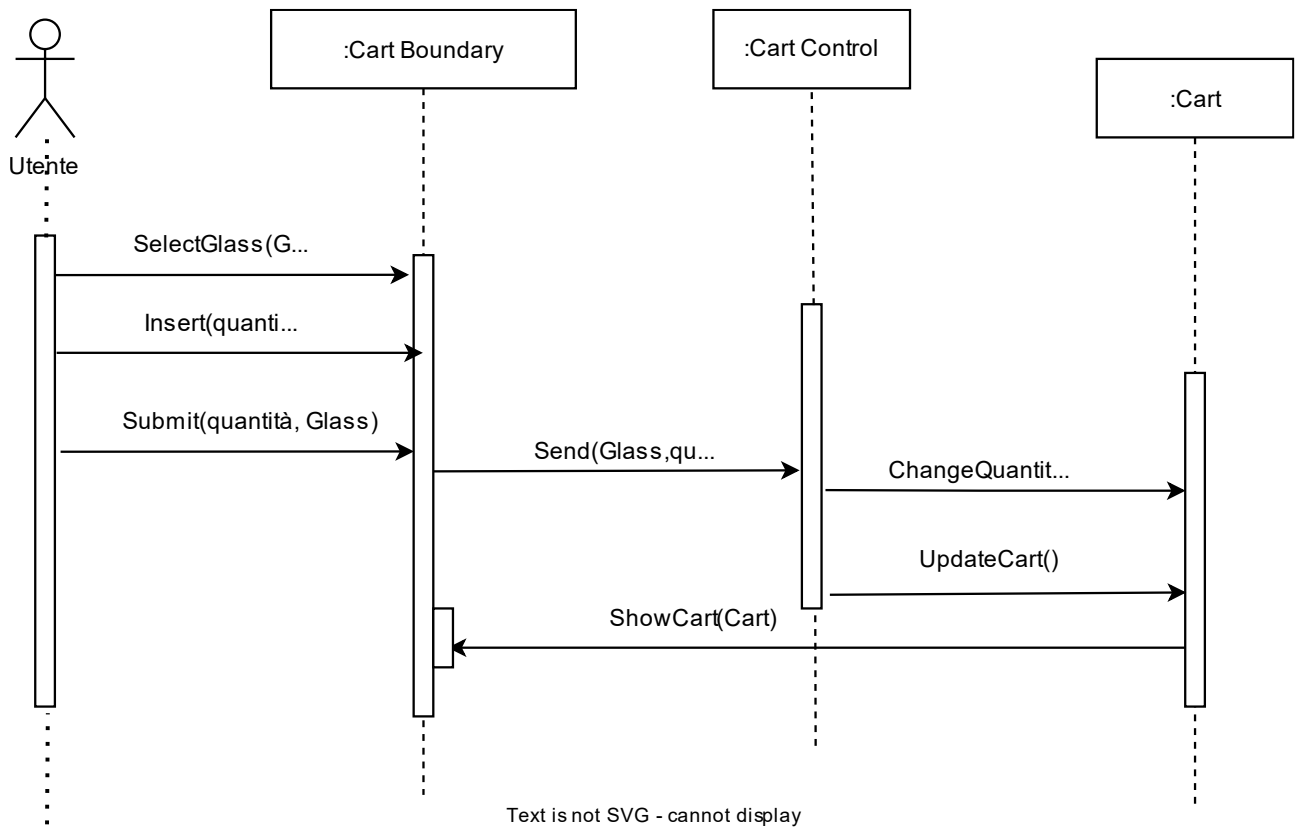 :Cart Boundary
:Cart Control
:Cart
Utente
SelectGlass(G...
Insert(quanti...
Submit(quantità, Glass)
Send(Glass,qu...
ChangeQuantit...
UpdateCart()
ShowCart(Cart)
Text is not SVG - cannot display